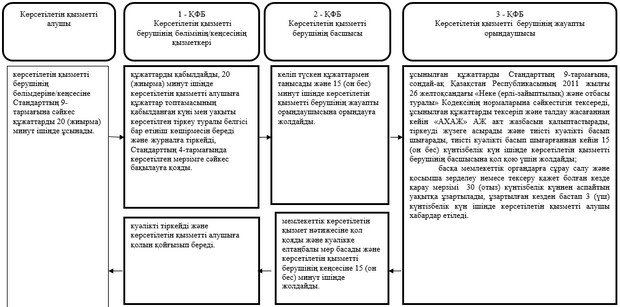 Көрсетілетін қызметті
алушы
1 - ҚФБ
Көрсетілетін қызметті
берушінің бөлімінің/кеңсесінің
қызметкері
2 - ҚФБ
Көрсетілетін қызметті
берушінің басшысы
3 - ҚФБ
Көрсетілетін қызметті берушінің жауапты
орындаушысы
көрсетілетін қызметті
берушінің
бөлімдеріне/кеңсесіне
Стандарттың 9-
тармағына сәйкес
құжаттарды 20 (жиырма)
минут ішінде ұсынады.
құжаттарды қабылдайды, 20
(жиырма) минут ішінде
көрсетілетін қызметті алушыға
құжаттар топтамасының
қабылданған күні мен уақыты
көрсетілген тіркеу туралы белгісі
бар өтініш көшірмесін береді
және журналға тіркейді,
Стандарттың 4-тармағында
көрсетілген мерзімге сәйкес
бақылауға қояды.
келіп түскен құжаттармен
танысады және 15 (он бес)
минут ішінде көрсетілетін
қызметті берушінің жауапты
орындаушысына орындауға
жолдайды.
ұсынылған құжаттарды Стандарттың 9-тармағына,
сондай-ақ Қазақстан Республикасының 2011 жылғы
26 желтоқсандағы «Неке (ерлі-зайыптылық) және отбасы
туралы» Кодексінің нормаларына сәйкестігін тексереді,
ұсынылған құжаттарды тексеріп және талдау жасағаннан
кейін «АХАЖ» АЖ акт жазбасын қалыптастырады,
тіркеуді жүзеге асырады және тиісті куәлікті басып
шығарады, тиісті куәлікті басып шығарғаннан кейін 15
(он бес) күнтізбелік күн ішінде көрсетілетін қызметті
берушінің басшысына қол қою үшін жолдайды;
басқа мемлекеттік органдарға сұрау салу және
қосымша зерделеу немесе тексеру қажет болған кезде
қарау мерзімі 30 (отыз) күнтізбелік күннен аспайтын
уақытқа ұзартылады, ұзартылған кезден бастап 3 (үш)
күнтізбелік күн ішінде көрсетілетін қызметті алушы
хабардар етіледі.
куәлікті тіркейді және
көрсетілетін қызметті алушыға
қолын қойғызып береді.
мемлекеттік көрсетілетін
қызмет нәтижесіне қол
қояды және куәлікке
елтаңбалы мөр басады және
көрсетілетін қызметті
берушінің кеңсесіне 15 (он
бес) минут ішінде
жолдайды.